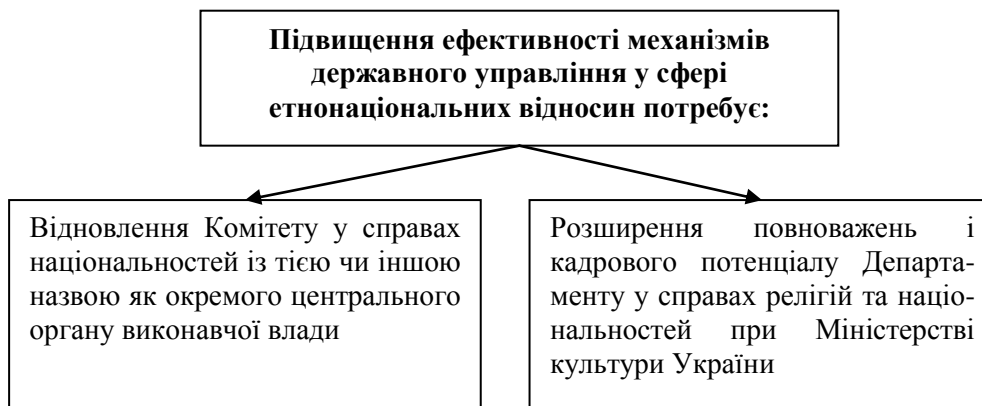 Підвищення ефективності механізмів
державного управління у сфері
етнонаціональних відносин потребує:
Відновлення Комітету у справах
національностей із тією чи іншою
назвою як окремого центрального
органу виконавчої влади
Розширення повноважень і
кадрового потенціалу Департа-
менту у справах релігій та націо-
нальностей при Міністерстві
культури України